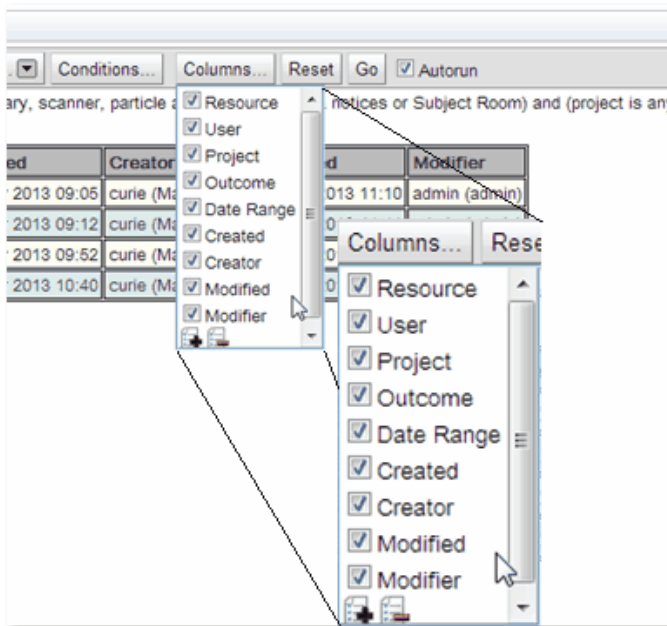 Conditions... Columns... Reset Go Autorun
ary, scanner, particle a notices or Subject Room) and (project is any
ed Creator d Modifier
2013 09:05 curie (Ma 2013 11:10 admin (admin)
2013 09:12 curie (Ma
2013 09:52 curie (Ma
2013 10:40 curie (Ma
Resource
User
Project
Outcome
Date Range
Created
Creator
Modified
Modifier
Columns... Rese
Resource
User
Project
Outcome
Date Range
Created
Creator
Modified
Modifier